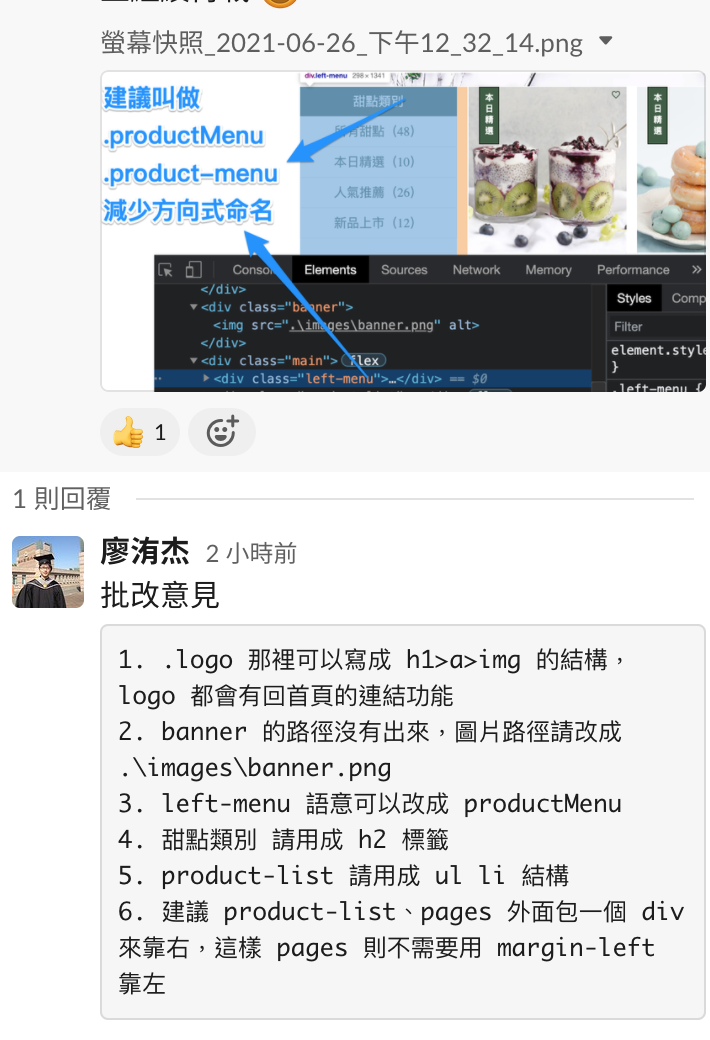 螢幕快照_2021-06-26_下午12_32_14.png
div.left-menu 298 × 1341
建議叫做
.productMenu
.product-menu
減少方向式命名
甜點類別
所有甜點 (48)
本日精選 (10)
人氣推薦 (26)
新品上市 (12)
本日精選
本日精選
Elements Sources Network Memory Performance »
</div>
<div class="banner">
<img src=".\images\banner.png" alt>
</div>
<div class="main"> flex
<div class="left-menu">…</div> == $0
Styles
Filter
}
.left-menu {
1
1 則回覆
廖洧杰 2 小時前
批改意見
1. .logo 那裡可以寫成 h1>a>img 的結構，
logo 都會有回首頁的連結功能
2. banner 的路徑沒有出來，圖片路徑請改成
.\images\banner.png
3. left-menu 語意可以改成 productMenu
4. 甜點類別 請用成 h2 標籤
5. product-list 請用成 ul li 結構
6. 建議 product-list、pages 外面包一個 div
來靠右，這樣 pages 則不需要用 margin-left
靠左